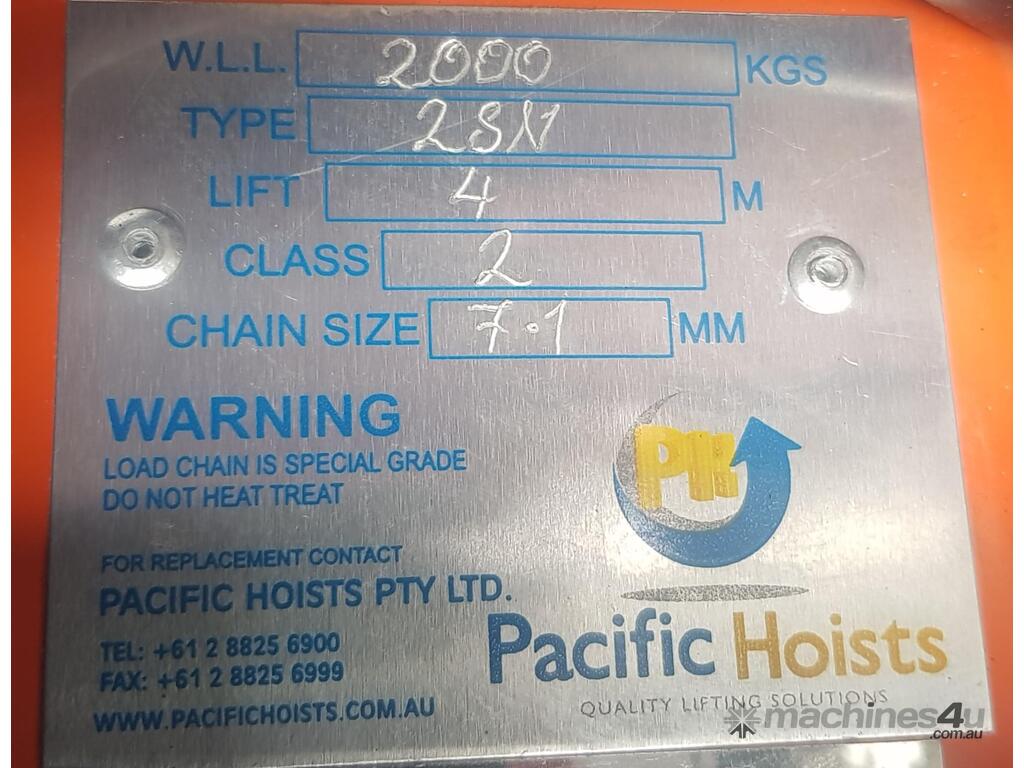 W.L.L. 2000 KGS
TYPE 2SN
LIFT 4 M
CLASS 2
CHAIN SIZE 7.1 MM
WARNING
LOAD CHAIN IS SPECIAL GRADE
DO NOT HEAT TREAT
FOR REPLACEMENT CONTACT
PACIFIC HOISTS PTY LTD.
TEL: +61 2 8825 6900
FAX: +61 2 8825 6999
WWW.PACIFICHOISTS.COM.AU
PH
Pacific Hoists
QUALITY LIFTING SOLUTIONS
machines4u
.com.au